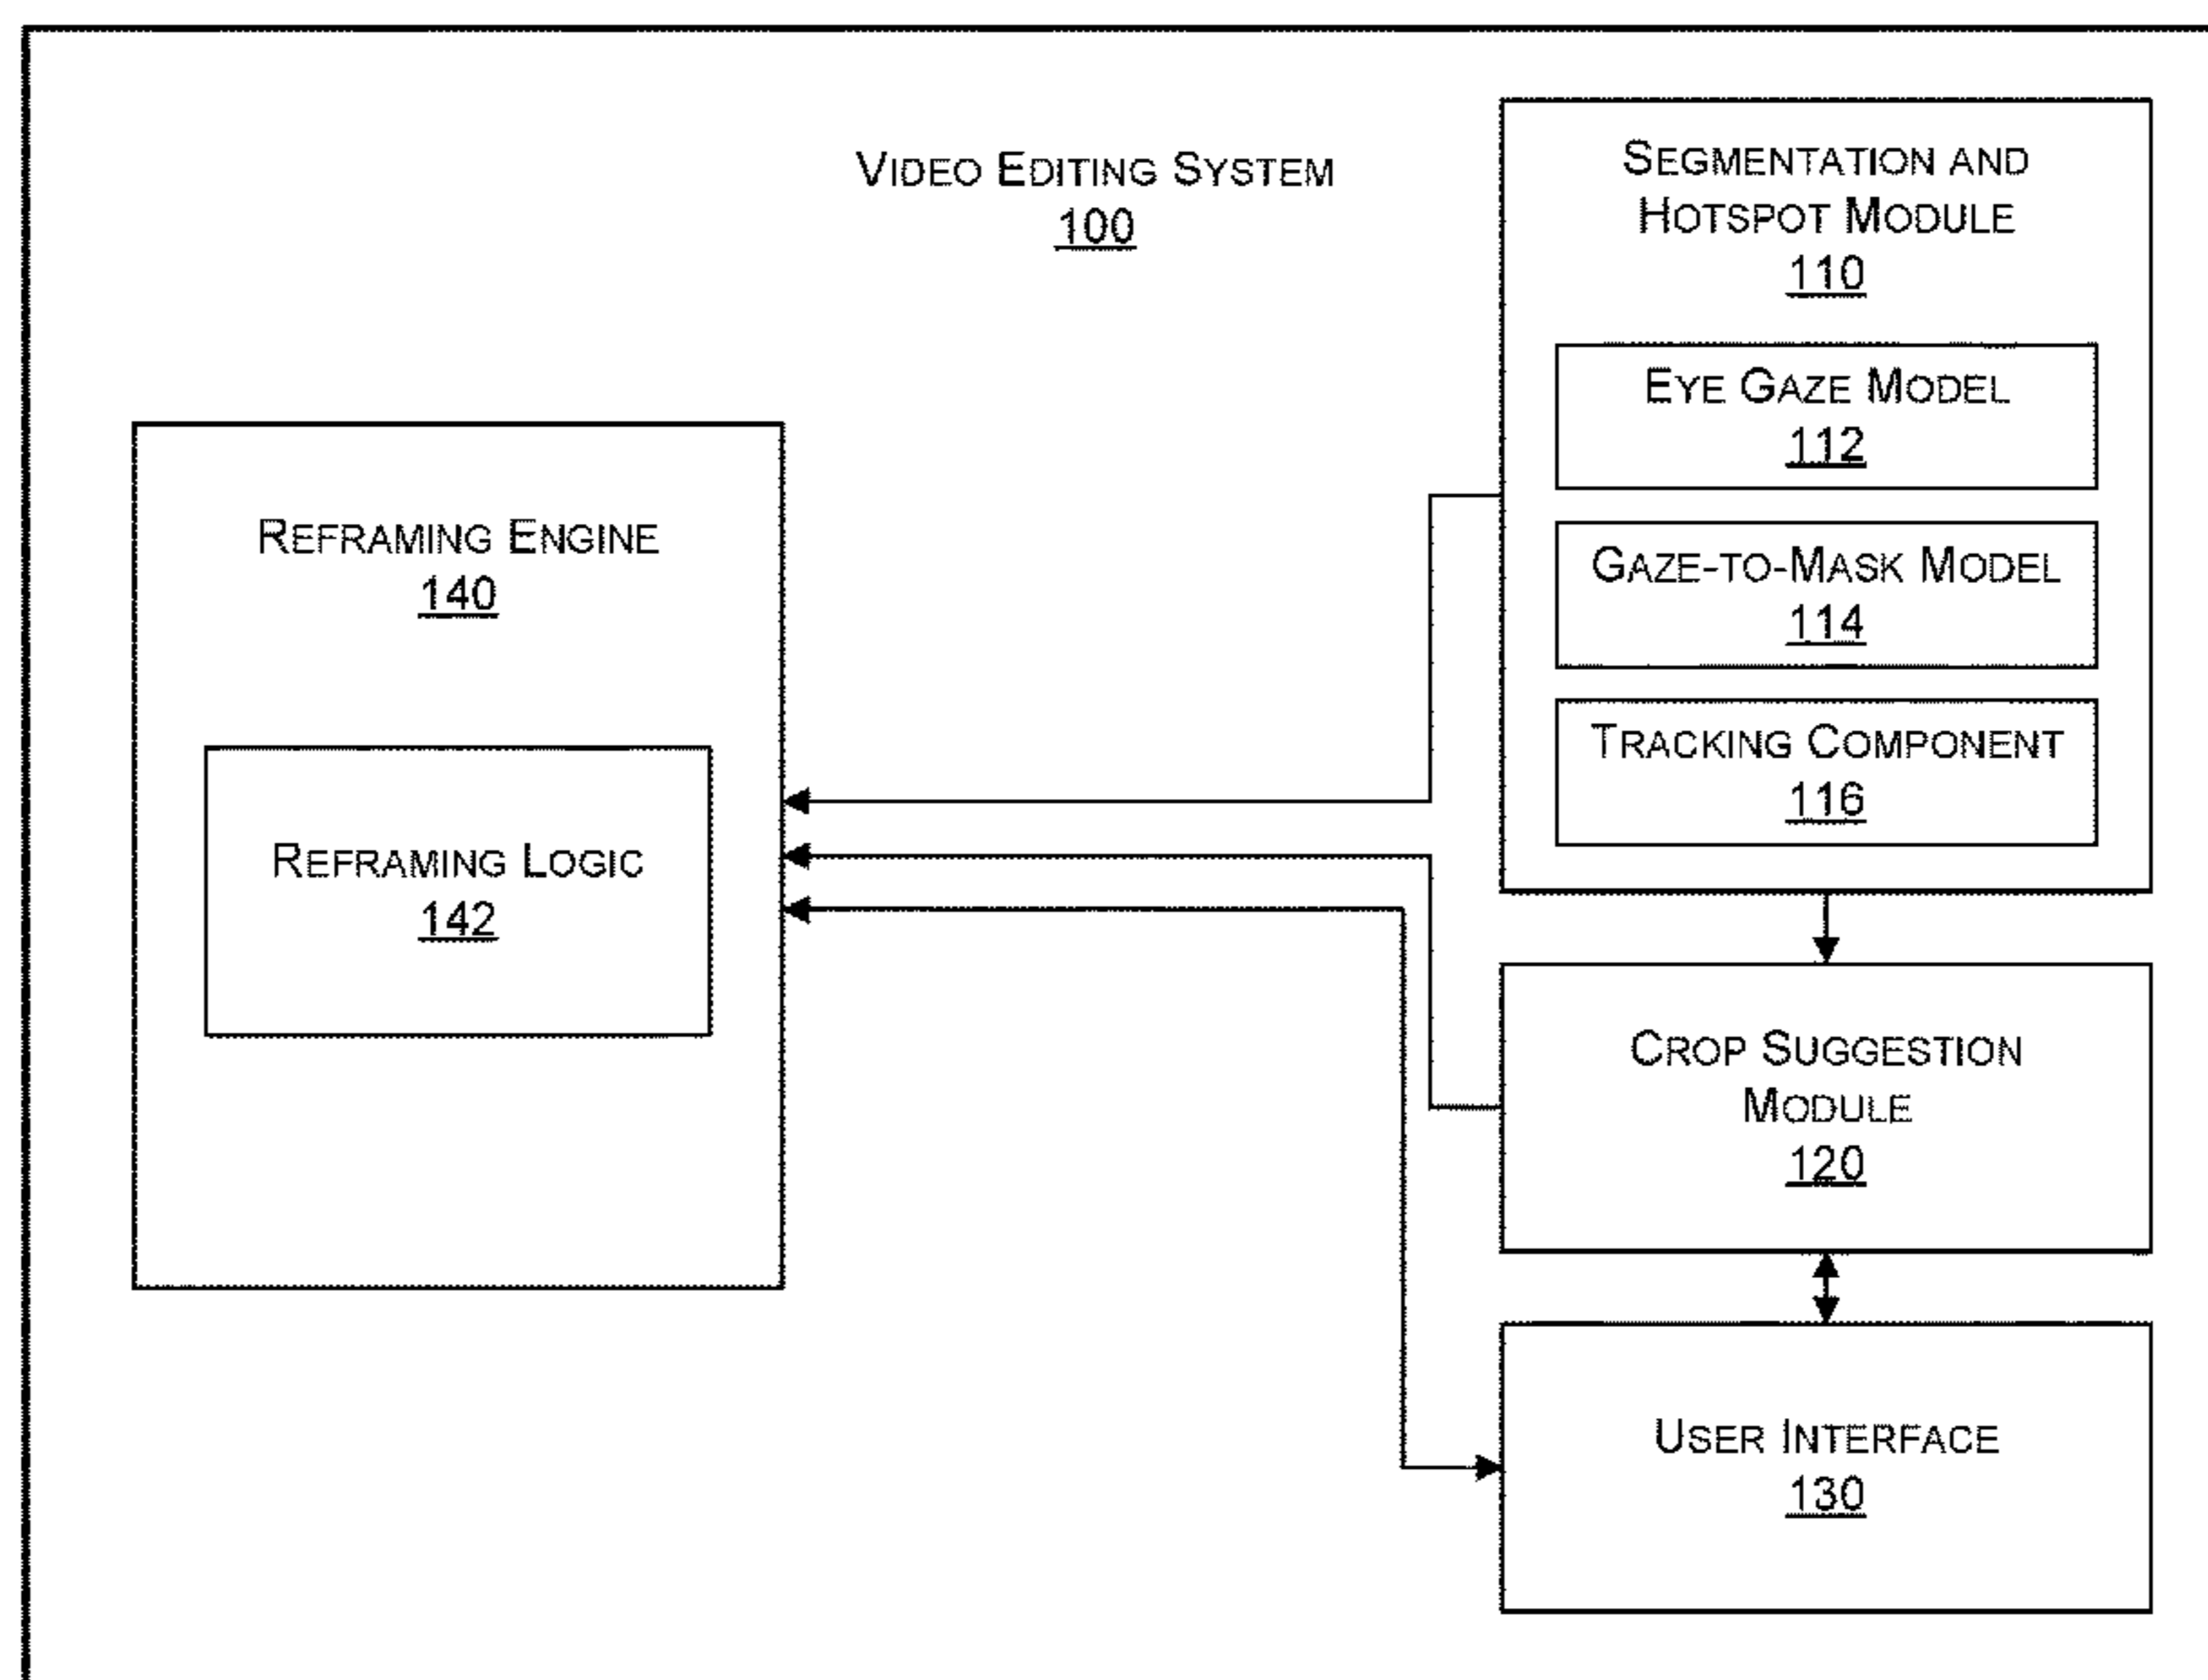 VIDEO EDITING SYSTEM
100
SEGMENTATION AND
HOTSPOT MODULE
110
EYE GAZE MODEL
112
GAZE-TO-MASK MODEL
114
TRACKING COMPONENT
116
REFRAMING ENGINE
140
REFRAMING LOGIC
142
CROP SUGGESTION
MODULE
120
USER INTERFACE
130